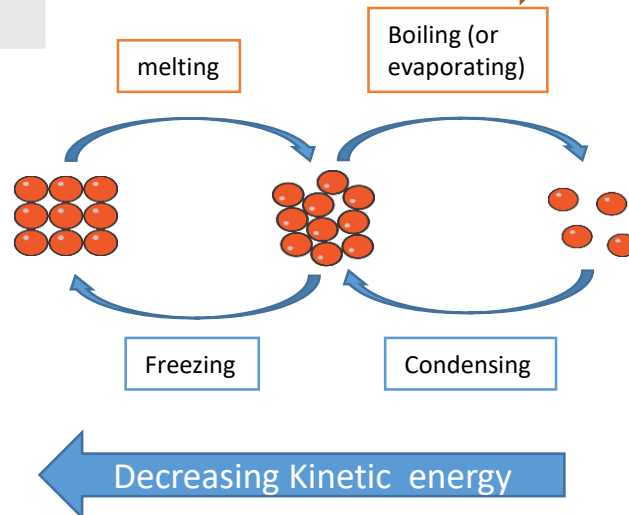 melting
Boiling (or
evaporating)
Freezing
Condensing
Decreasing Kinetic energy